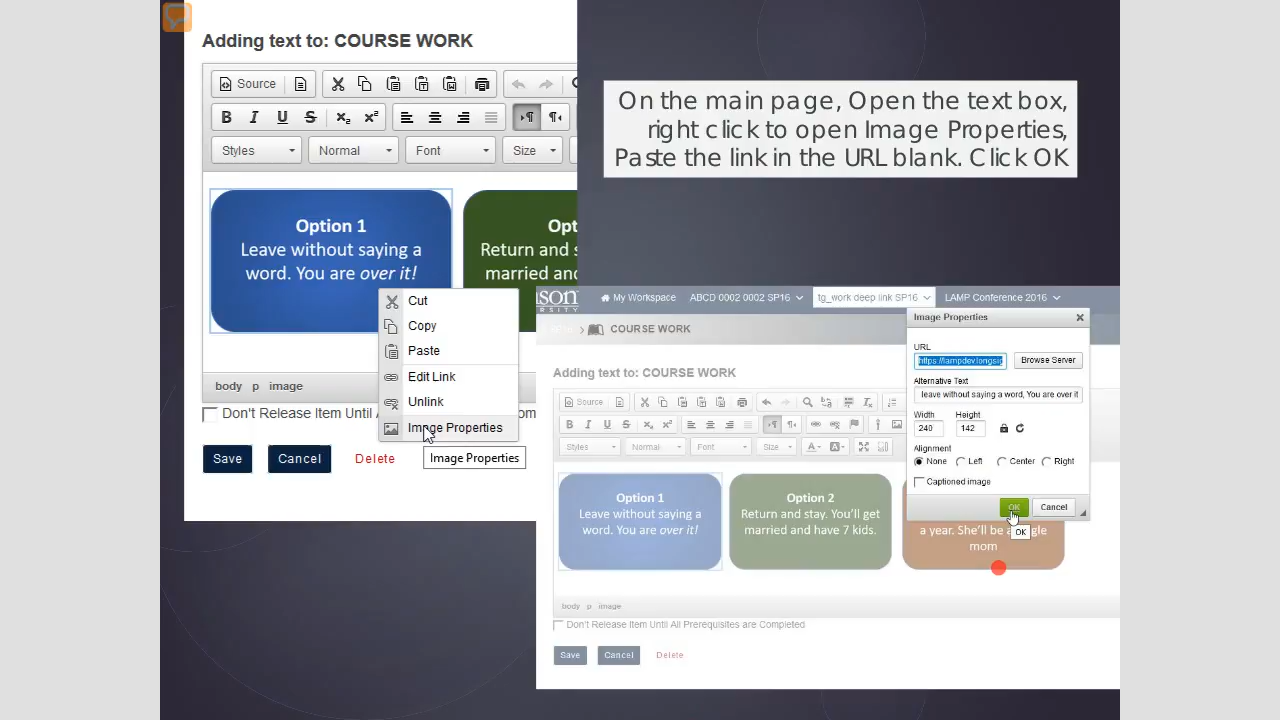 Adding text to: COURSE WORK
Source
B I U S x₂ x²
Styles Normal Font Size
Option 1
Leave without saying a
word. You are over it!
Return and
married and
Cut
Copy
Paste
Edit Link
Unlink
Image Properties
Image Properties
body p image
Don't Release Item Until
Save Cancel Delete
On the main page, Open the text box,
right click to open Image Properties,
Paste the link in the URL blank. Click OK
My Workspace ABCD 0002 0002 SP16 tg_work deep link SP16 LAMP Conference 2016
COURSE WORK
Adding text to: COURSE WORK
Source
B I U S x₂ x²
Styles Normal Font Size
Option 1
Leave without saying a
word. You are over it!
Option 2
Return and stay. You'll get
married and have 7 kids.
a year. She'll be a
mom
body p image
Don't Release Item Until All Prerequisites are Completed
Save Cancel Delete
Image Properties
URL
Browse Server
Alternative Text
leave without saying a word, You are over it
Width Height
240 142
Alignment
None Left Center Right
Captioned image
OK Cancel
OK